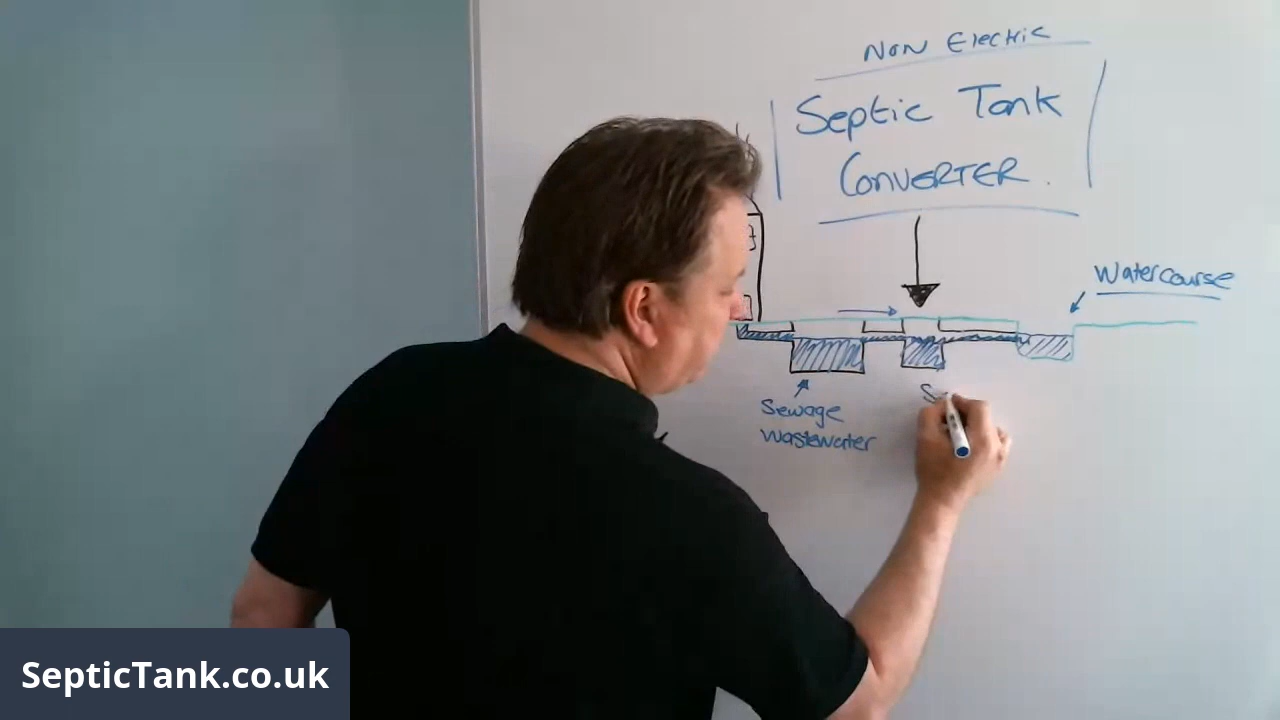 Non Electric
Septic Tank
CONVERTER.
Watercourse
Sewage
Wastewater
S
SepticTank.co.uk